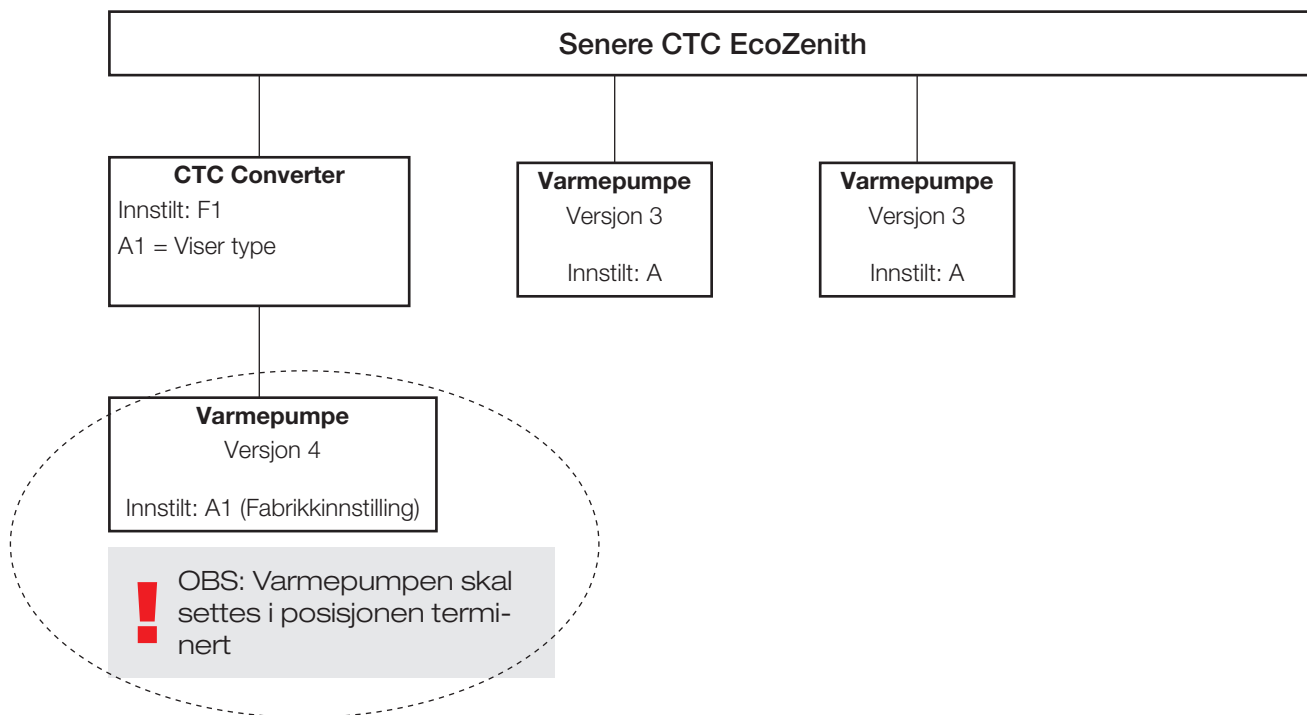 Senere CTC EcoZenith
CTC Converter
Innstilt: F1
A1 = Viser type
Varmepumpe
Versjon 3
Innstilt: A
Varmepumpe
Versjon 3
Innstilt: A
Varmepumpe
Versjon 4
Innstilt: A1 (Fabrikkinnstilling)
! OBS: Varmepumpen skal
settes i posisjonen termi-
nert